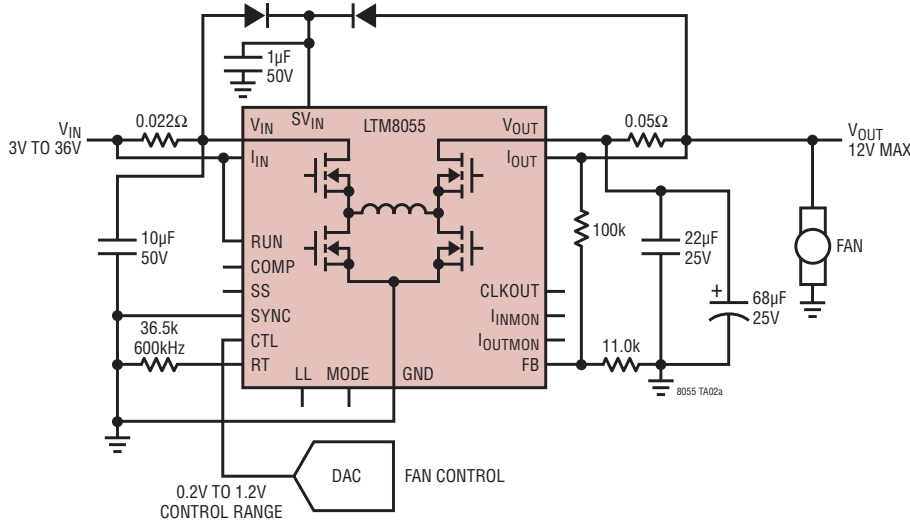 1µF
50V
0.022Ω
V_IN
3V TO 36V
V_IN
SV_IN
LTM8055
V_OUT
0.05Ω
V_OUT
12V MAX
I_IN
I_OUT
10µF
50V
RUN
COMP
SS
SYNC
CTL
RT
36.5k
600kHz
LL
MODE
GND
CLKOUT
I_INMON
I_OUTMON
FB
100k
11.0k
22µF
25V
+
68µF
25V
FAN
8055 TA02a
DAC
FAN CONTROL
0.2V TO 1.2V
CONTROL RANGE